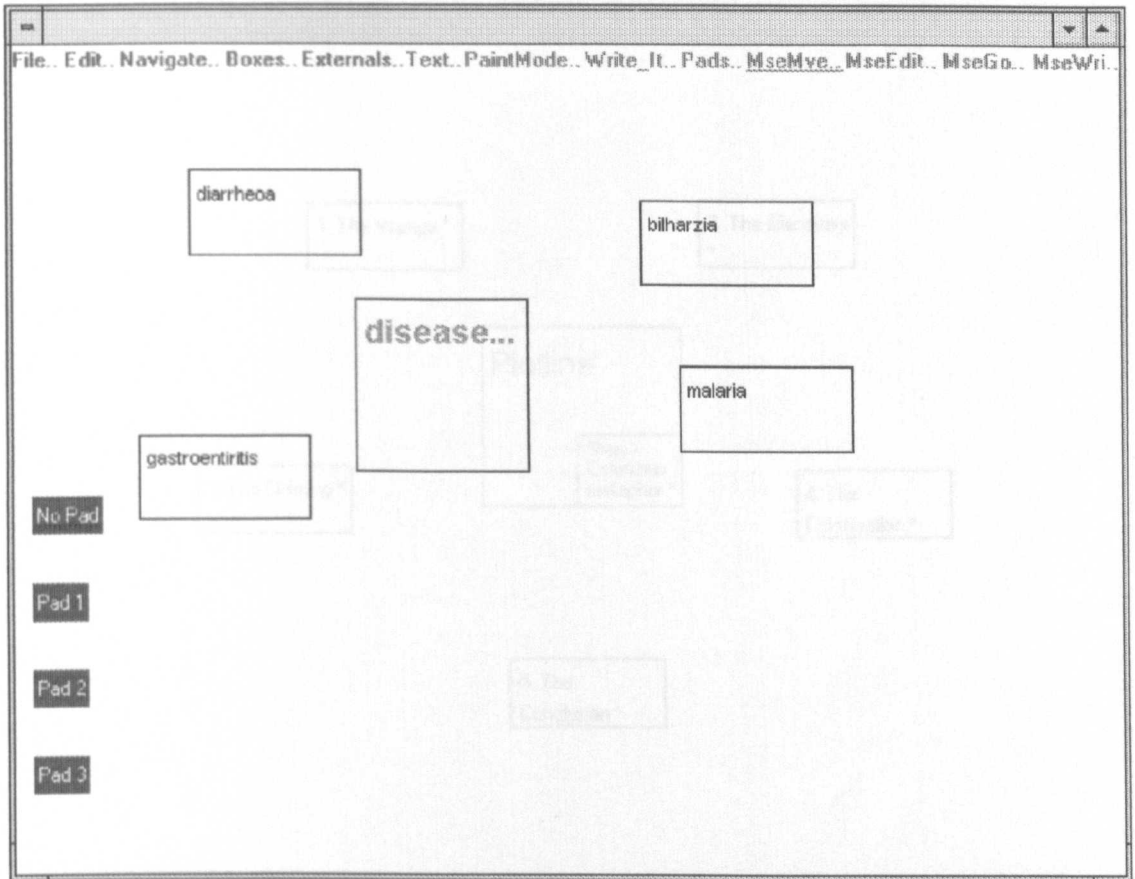 File.. Edit.. Navigate.. Boxes.. Externals.. Text.. PaintMode.. Write_It.. Pads.. MseMve.. MseEdit.. MseGo.. MseWri..
diarrheoa
bilharzia
disease...
malaria
gastroentiritis
No Pad
Pad 1
Pad 2
Pad 3